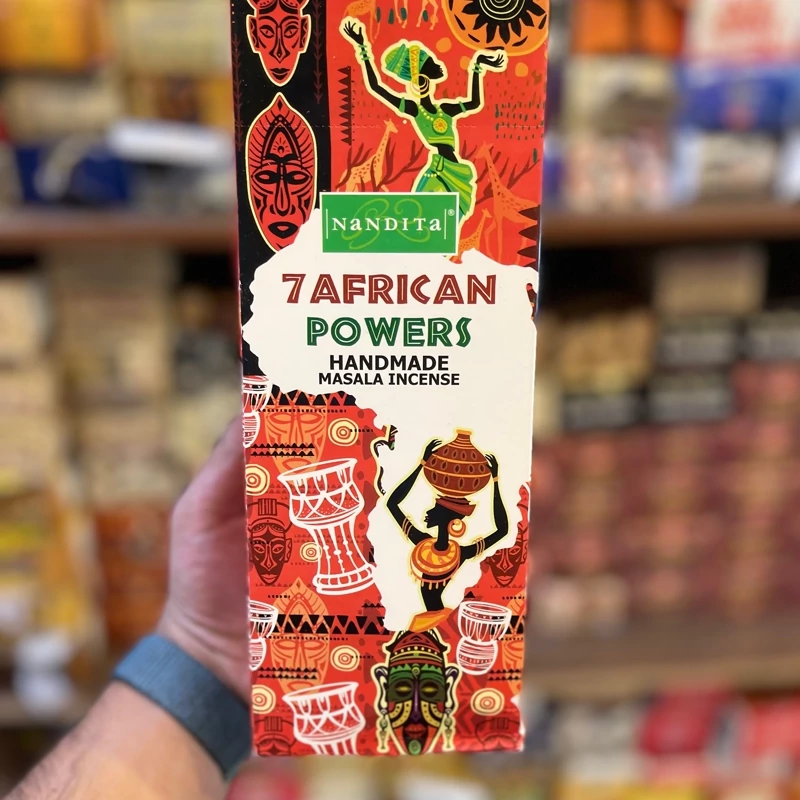 NaNDITa®
7 AFRICAN
POWERS
HANDMADE
MASALA INCENSE